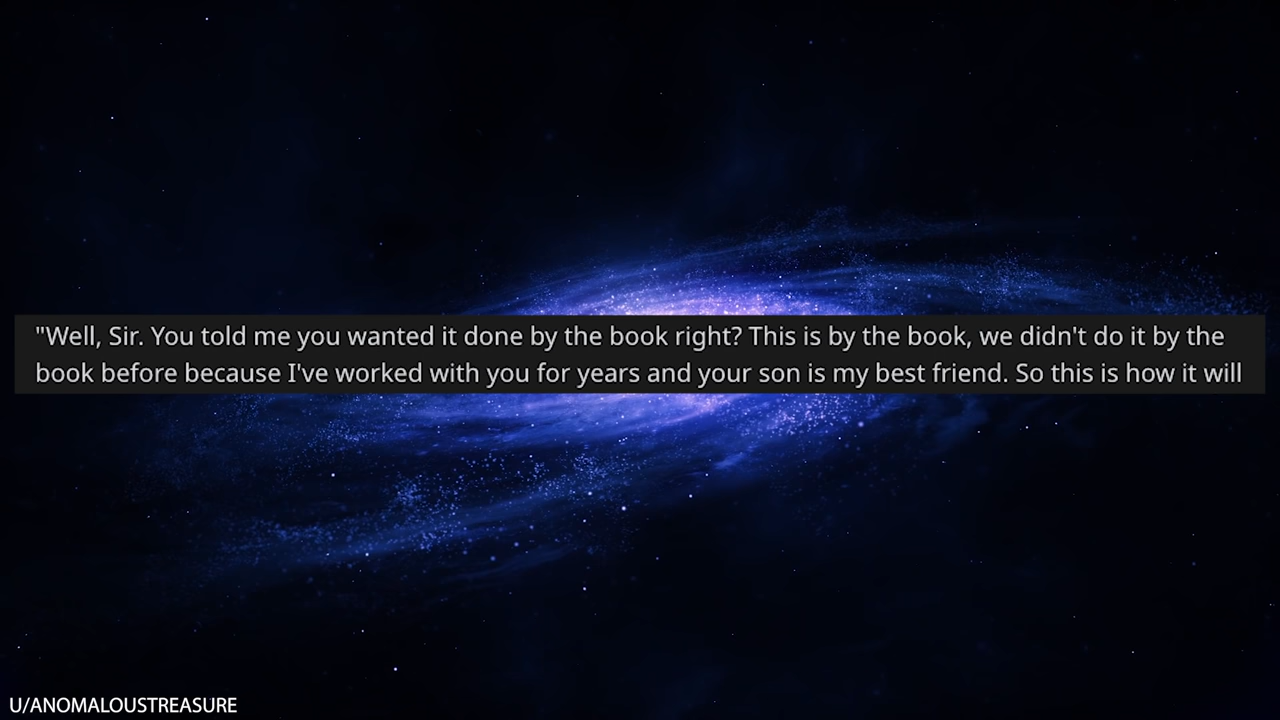 "Well, Sir. You told me you wanted it done by the book right? This is by the book, we didn't do it by the
book before because I've worked with you for years and your son is my best friend. So this is how it will
U/ANOMALOUSTREASURE